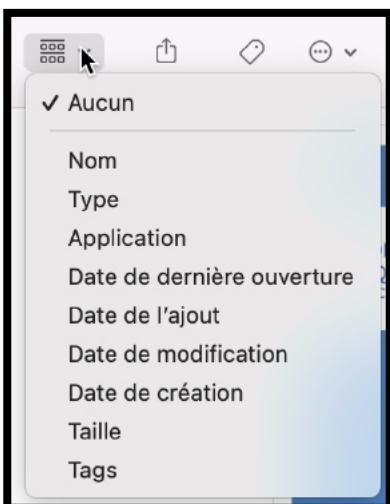 Aucun
Nom
Type
Application
Date de dernière ouverture
Date de l'ajout
Date de modification
Date de création
Taille
Tags